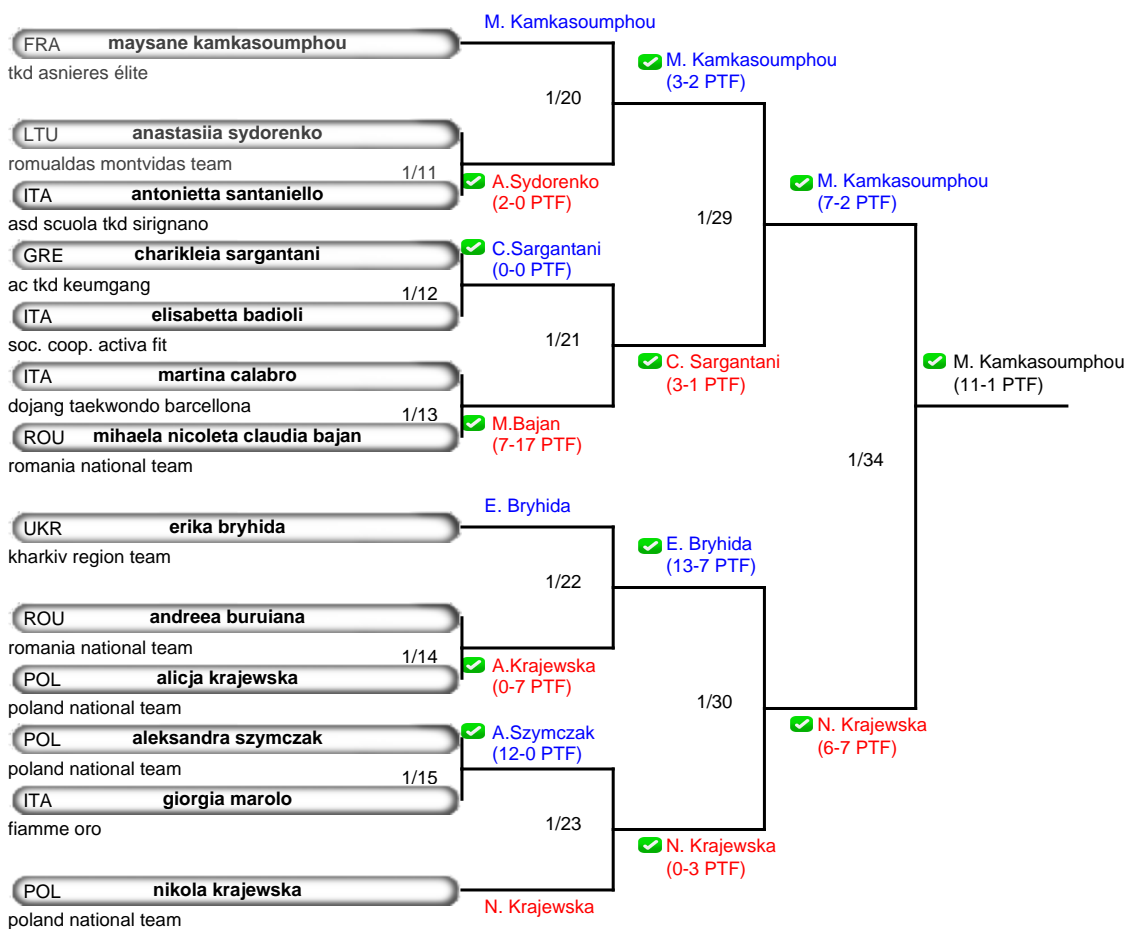 M. Kamkasoumphou
FRA maysane kamkasoumphou
tkd asnieres élite
M. Kamkasoumphou
(3-2 PTF)
1/20
LTU anastasiia sydorenko
romualdas montvidas team
1/11
A.Sydorenko
(2-0 PTF)
ITA antonietta santaniello
asd scuola tkd sirignano
M. Kamkasoumphou
(7-2 PTF)
1/29
GRE charikleia sargantani
ac tkd keumgang
C.Sargantani
(0-0 PTF)
1/12
ITA elisabetta badioli
soc. coop. activa fit
1/21
C. Sargantani
(3-1 PTF)
ITA martina calabro
dojang taekwondo barcellona
1/13
M.Bajan
(7-17 PTF)
ROU mihaela nicoleta claudia bajan
romania national team
M. Kamkasoumphou
(11-1 PTF)
1/34
E. Bryhida
UKR erika bryhida
kharkiv region team
E. Bryhida
(13-7 PTF)
1/22
ROU andreea buruiana
romania national team
1/14
A.Krajewska
(0-7 PTF)
POL alicja krajewska
poland national team
1/30
N. Krajewska
(6-7 PTF)
POL aleksandra szymczak
poland national team
A.Szymczak
(12-0 PTF)
1/15
ITA giorgia marolo
fiamme oro
1/23
N. Krajewska
(0-3 PTF)
POL nikola krajewska
poland national team
N. Krajewska